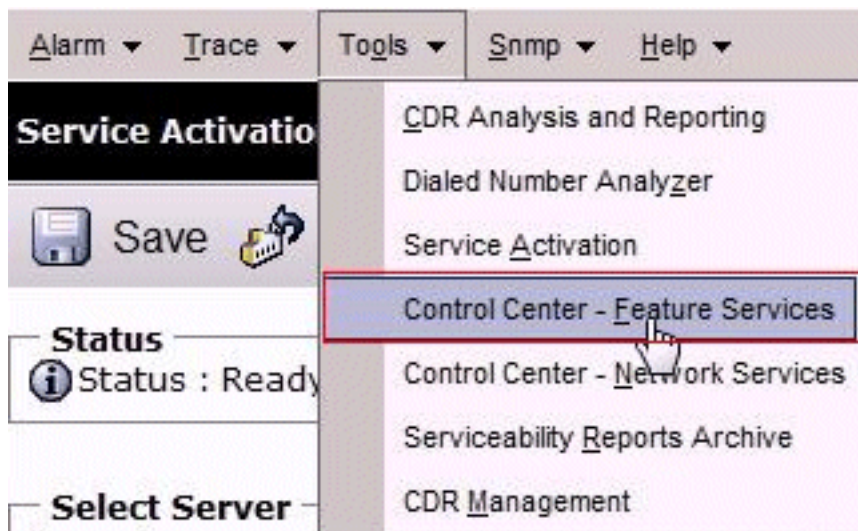 Alarm Trace Tools Snmp Help
Service Activatio
CDR Analysis and Reporting
Dialed Number Analyzer
Save
Service Activation
Control Center - Feature Services
Status
Status : Ready
Control Center - Network Services
Serviceability Reports Archive
Select Server
CDR Management